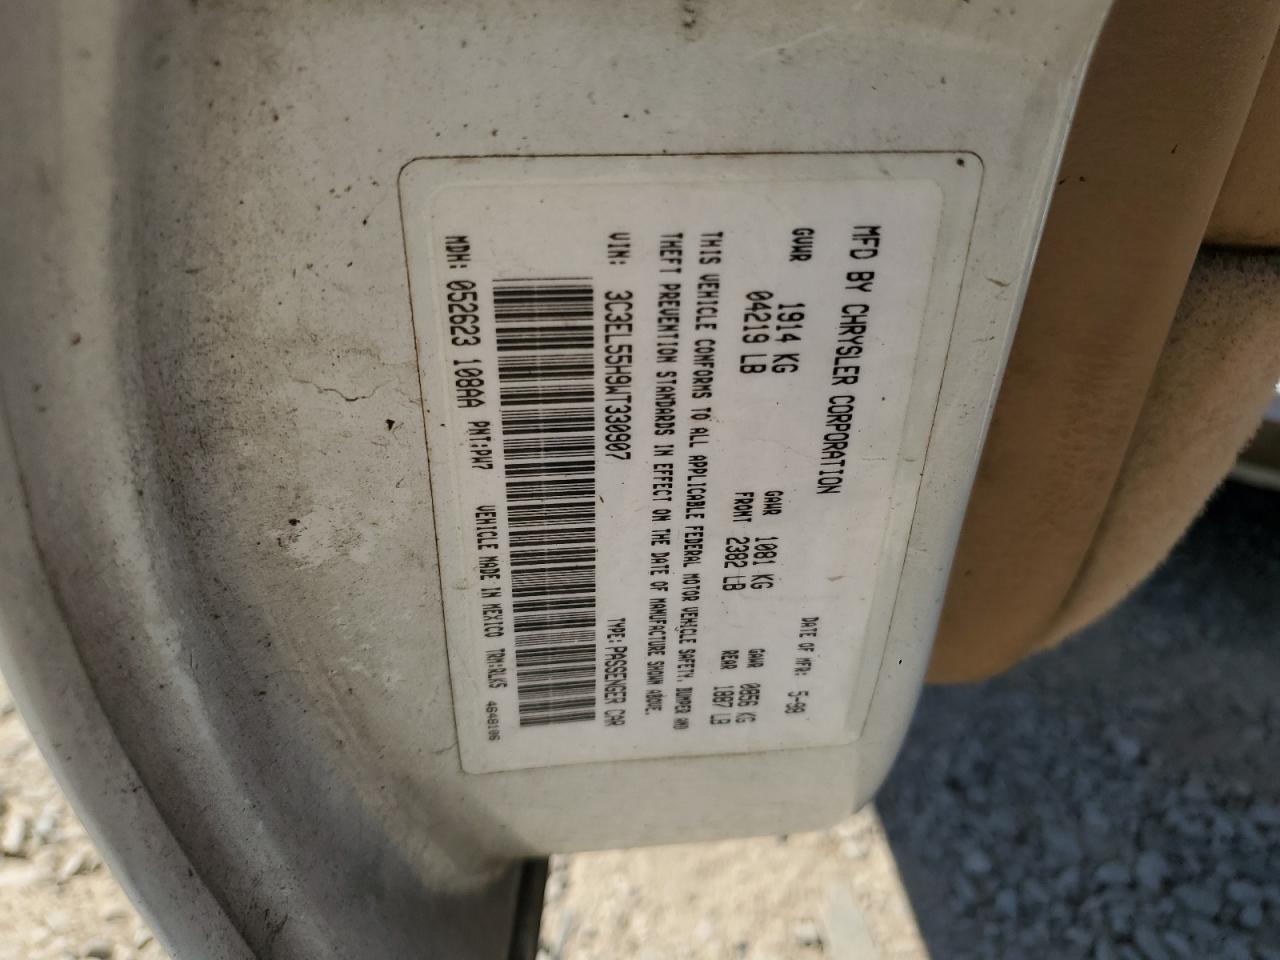 MFD BY CHRYSLER CORPORATION DATE OF MFR: 5-98
GVWR 1914 KG GAWR 1081 KG GAWR 0856 KG
04219 LB FRONT 2382 LB REAR 1887 LB
THIS VEHICLE CONFORMS TO ALL APPLICABLE FEDERAL MOTOR VEHICLE SAFETY, BUMPER AND
THEFT PREVENTION STANDARDS IN EFFECT ON THE DATE OF MANUFACTURE SHOWN ABOVE.
VIN: 3C3EL55H9WT330907 TYPE: PASSENGER CAR
MDH: 052623 108AA PNT:PW7 VEHICLE MADE IN MEXICO TRM:RLK5 4648106